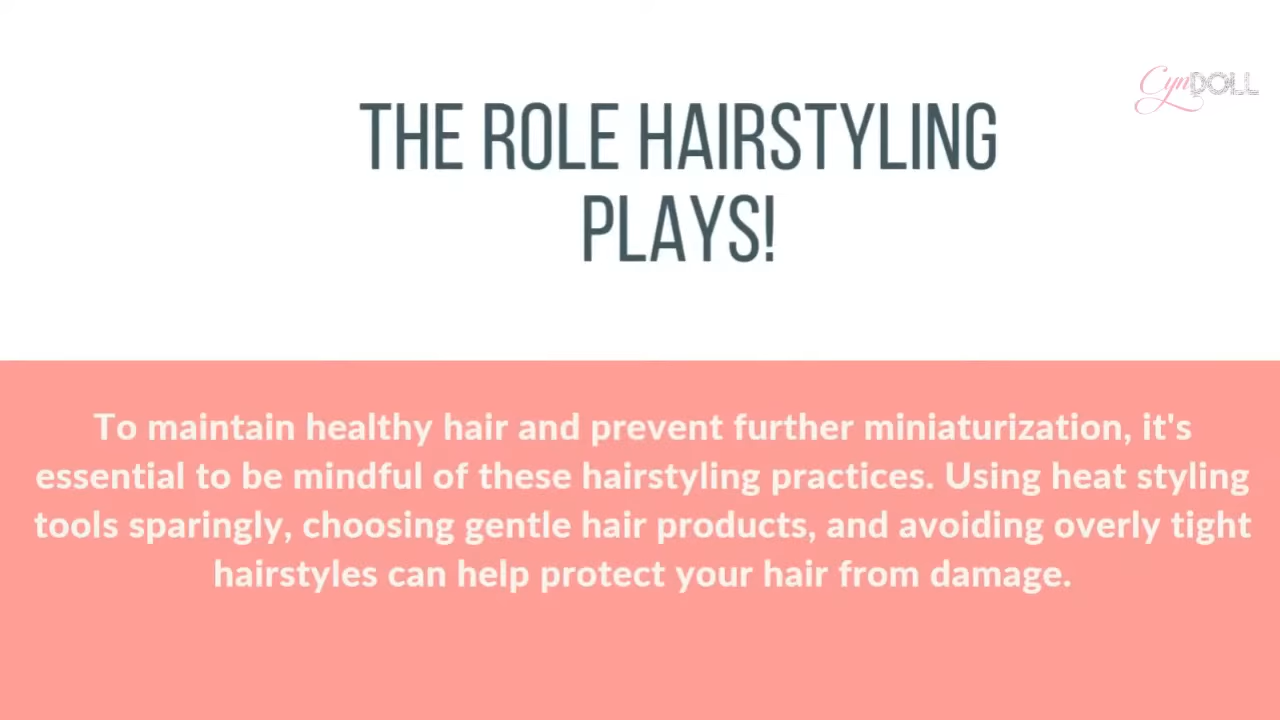 CynDOLL
THE ROLE HAIRSTYLING
PLAYS!
To maintain healthy hair and prevent further miniaturization, it's
essential to be mindful of these hairstyling practices. Using heat styling
tools sparingly, choosing gentle hair products, and avoiding overly tight
hairstyles can help protect your hair from damage.